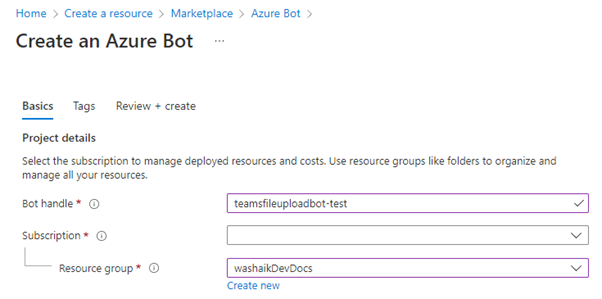 Home > Create a resource > Marketplace > Azure Bot >
Create an Azure Bot ...
Basics Tags Review + create
Project details
Select the subscription to manage deployed resources and costs. Use resource groups like folders to organize and
manage all your resources.
Bot handle * teamsfileuploadbot-test
Subscription *
Resource group * washaikDevDocs
Create new